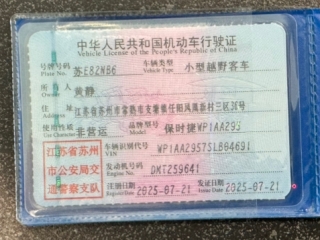 中华人民共和国机动车行驶证
Vehicle License of the People's Republic of China
号牌号码 苏E82NB6 车辆类型 小型越野客车
Plate No. Vehicle Type
所有人 黄静
Owner
住址 江苏省苏州市常熟市支塘镇任阳凤凰新村三区36号
Address
使用性质 非营运 品牌型号 保时捷WP1AA295
Use Character Model
江苏省苏州
市公安局交
通警察支队
车辆识别代号
VIN
发动机号码 DMT259641
Engine No.
注册日期 2025-07-21 发证日期 2025-07-21
Register Date Issue Date